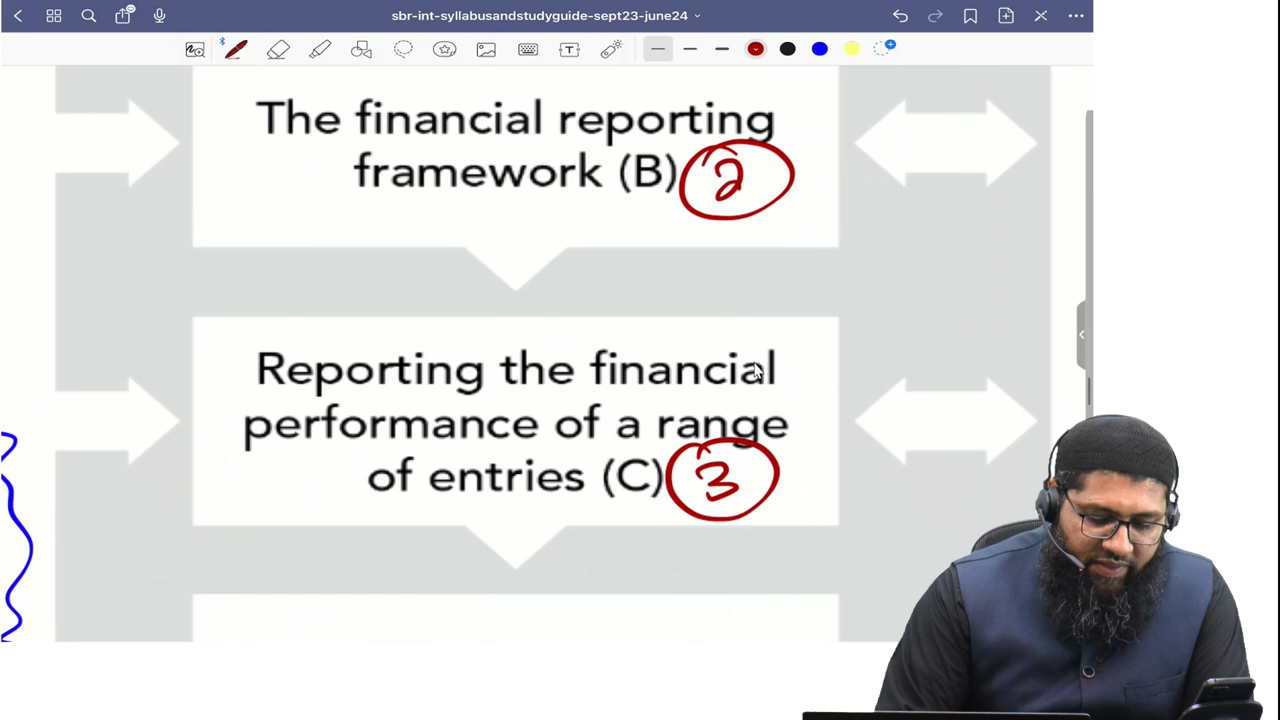 sbr-int-syllabusandstudyguide-sept23-june24
The financial reporting
framework (B) 2
Reporting the financial
performance of a range
of entries (C) 3